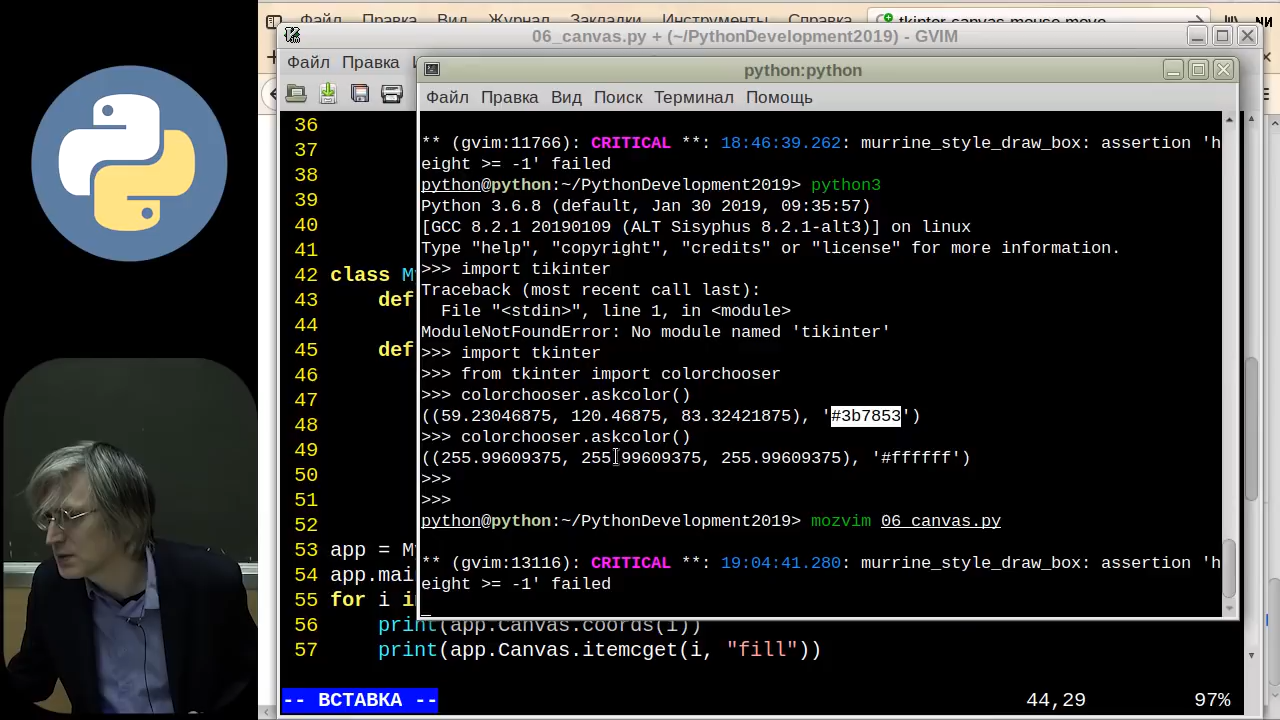 Файл Правка Вид Журнал Закладки Инструменты Справка
tkinter canvas mouse move
06_canvas.py + (~/PythonDevelopment2019) - GVIM
Файл Правка
python:python
Файл Правка Вид Поиск Терминал Помощь
** (gvim:11766): CRITICAL **: 18:46:39.262: murrine_style_draw_box: assertion 'h
eight >= -1' failed
python@python:~/PythonDevelopment2019> python3
Python 3.6.8 (default, Jan 30 2019, 09:35:57)
[GCC 8.2.1 20190109 (ALT Sisyphus 8.2.1-alt3)] on linux
Type "help", "copyright", "credits" or "license" for more information.
>>> import tikinter
Traceback (most recent call last):
File "<stdin>", line 1, in <module>
ModuleNotFoundError: No module named 'tikinter'
>>> import tkinter
>>> from tkinter import colorchooser
>>> colorchooser.askcolor()
((59.23046875, 120.46875, 83.32421875), '#3b7853')
>>> colorchooser.askcolor()
((255.99609375, 255.99609375, 255.99609375), '#ffffff')
>>>
>>>
python@python:~/PythonDevelopment2019> mozvim 06_canvas.py
** (gvim:13116): CRITICAL **: 19:04:41.280: murrine_style_draw_box: assertion 'h
eight >= -1' failed
36
37
38
39
40
41
42 class M
43 def
44
45 def
46
47
48
49
50
51
52
53 app = M
54 app.mai
55 for i i
56 print(app.Canvas.coords(i))
57 print(app.Canvas.itemcget(i, "fill"))
-- ВСТАВКА -- 44,29 97%